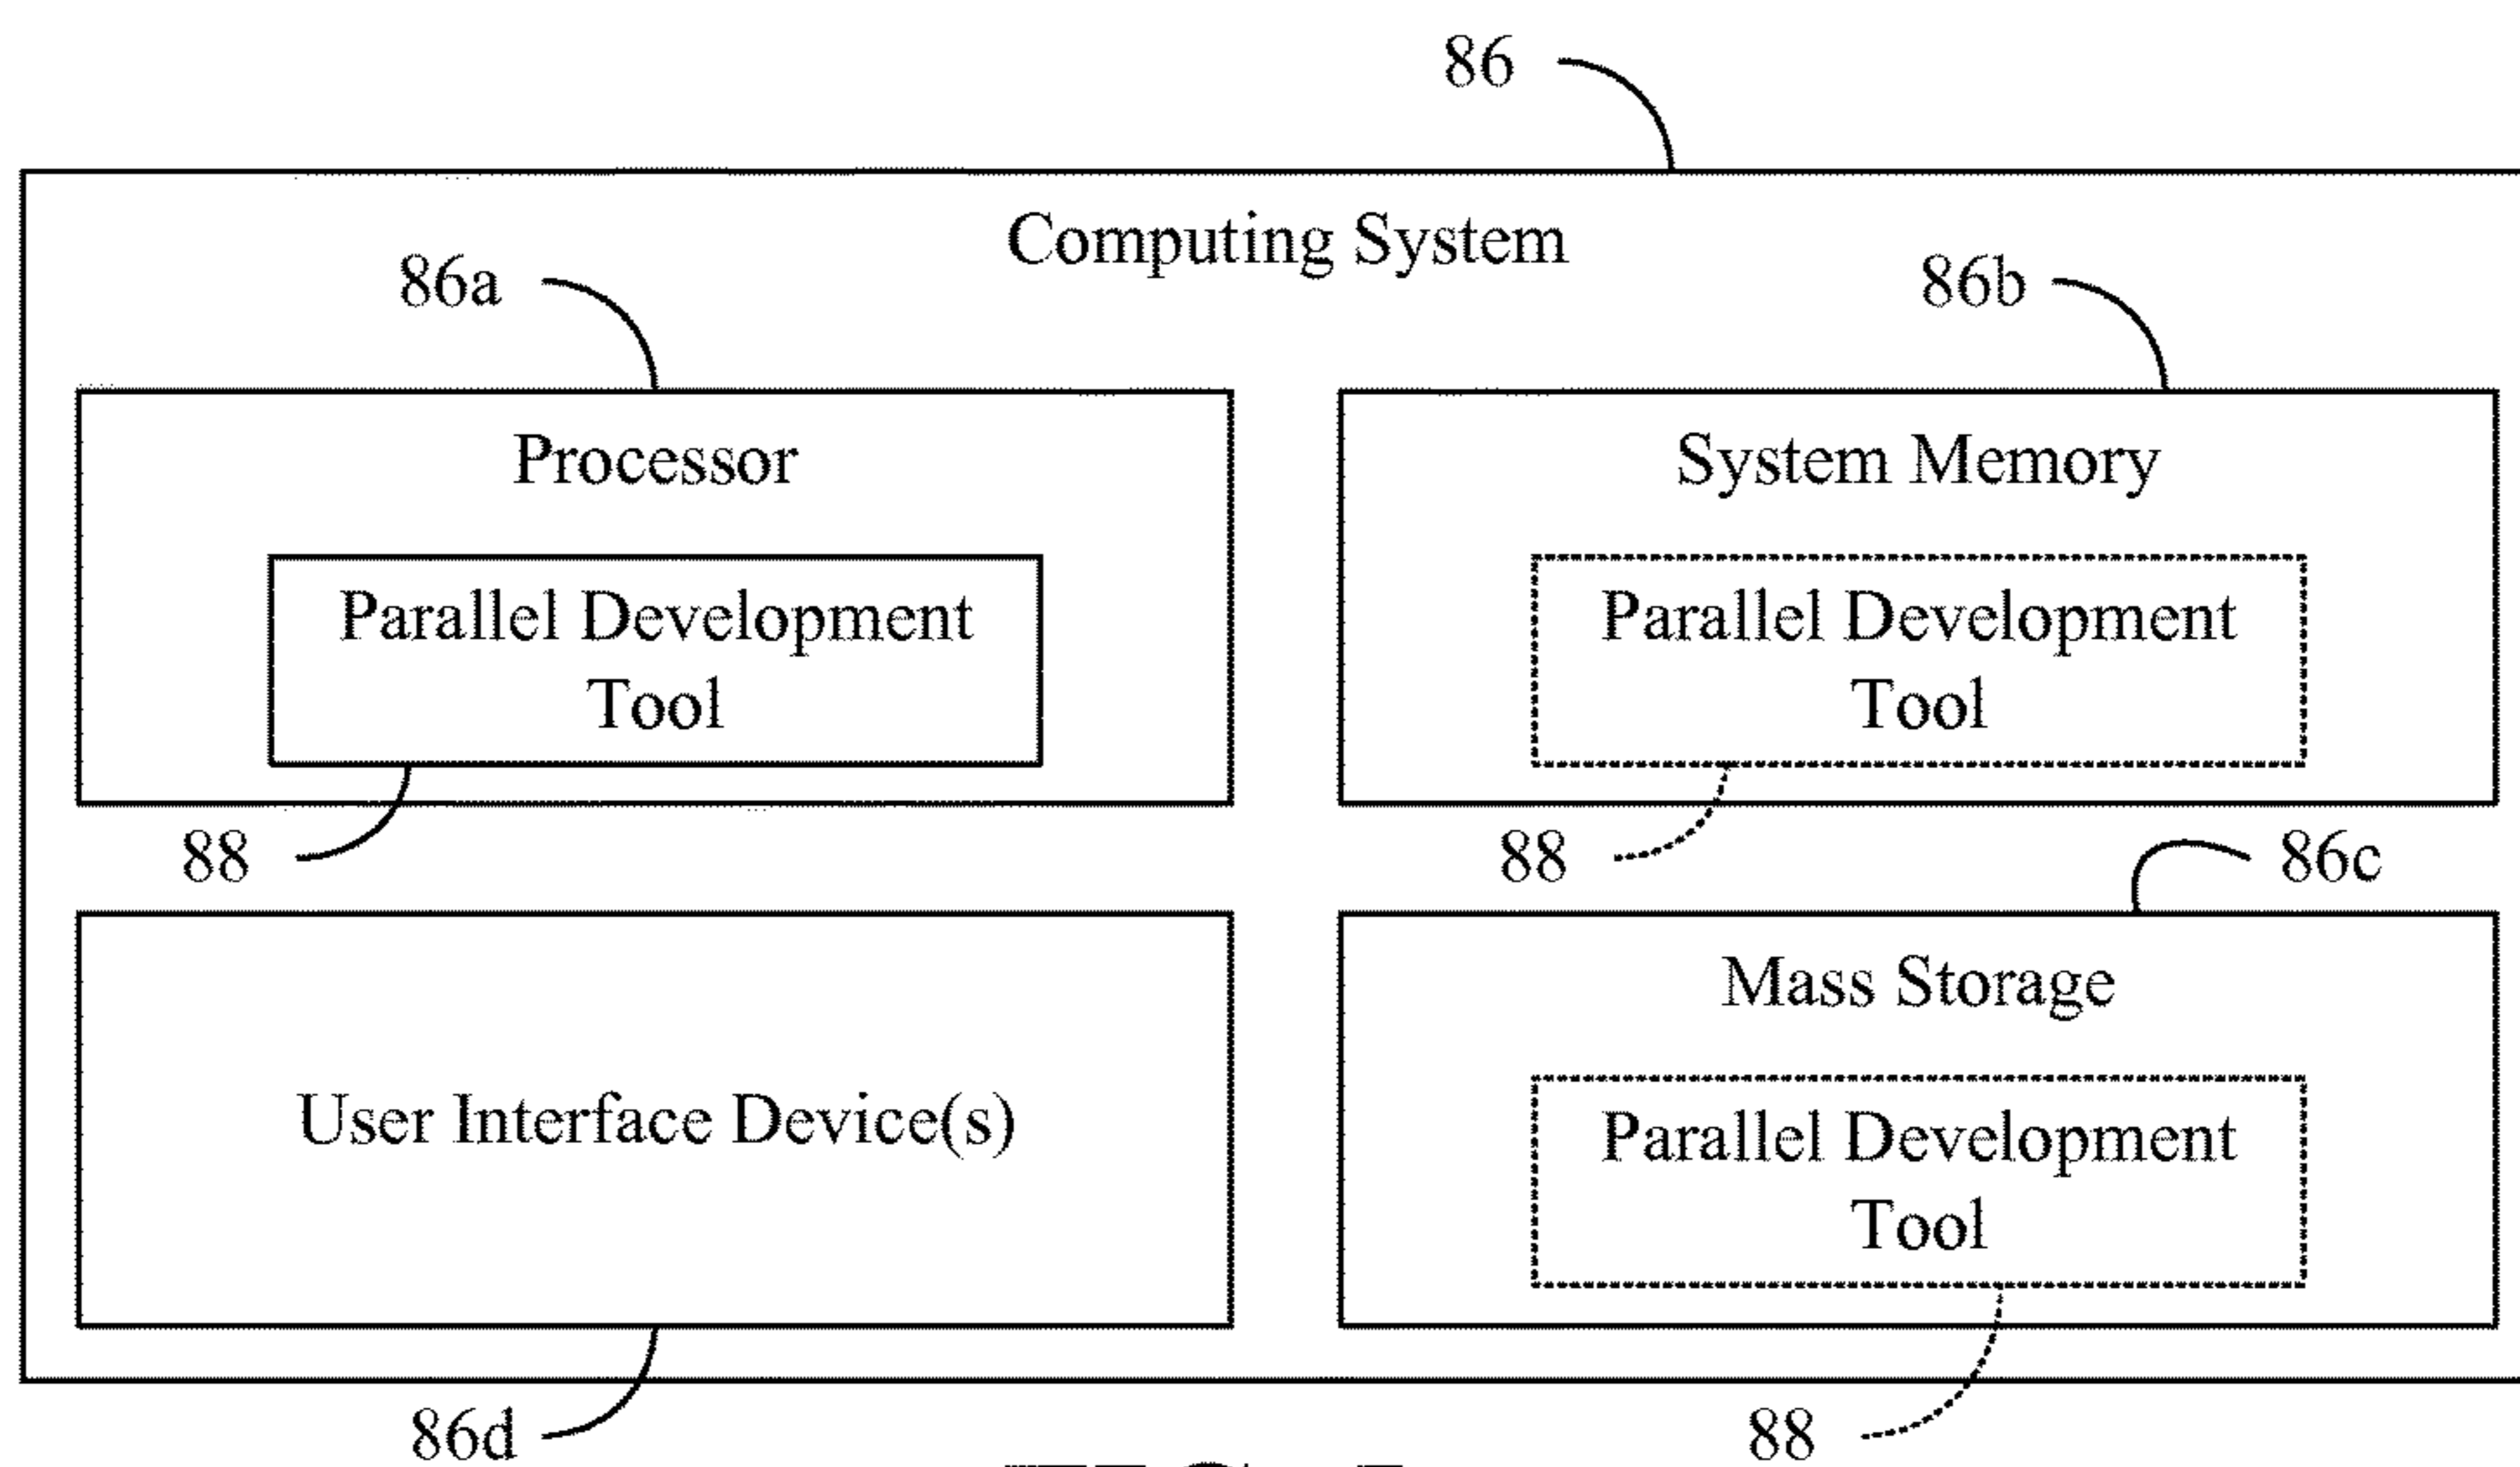 86
Computing System
86a
86b
Processor
System Memory
Parallel Development
Tool
Parallel Development
Tool
88
88
86c
Mass Storage
User Interface Device(s)
Parallel Development
Tool
86d
88